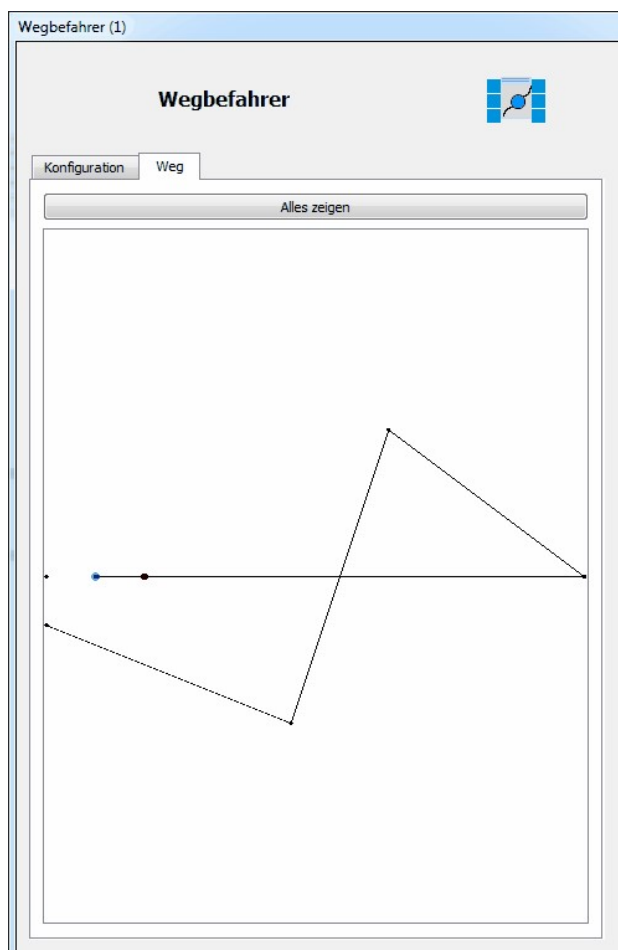 Wegbefahrer (1)
Wegbefahrer
Konfiguration
Weg
Alles zeigen